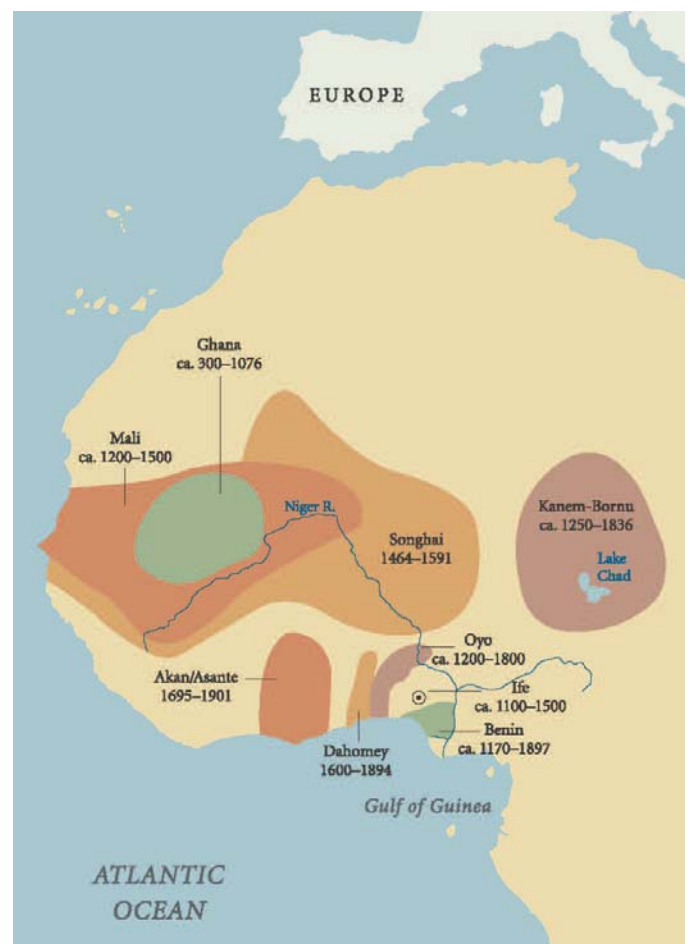 EUROPE
Ghana
ca. 300–1076
Mali
ca. 1200–1500
Niger R.
Songhai
1464–1591
Kanem-Bornu
ca. 1250–1836
Lake
Chad
Oyo
ca. 1200–1800
Akan/Asante
1695–1901
Ife
ca. 1100–1500
Benin
ca. 1170–1897
Dahomey
1600–1894
Gulf of Guinea
ATLANTIC
OCEAN